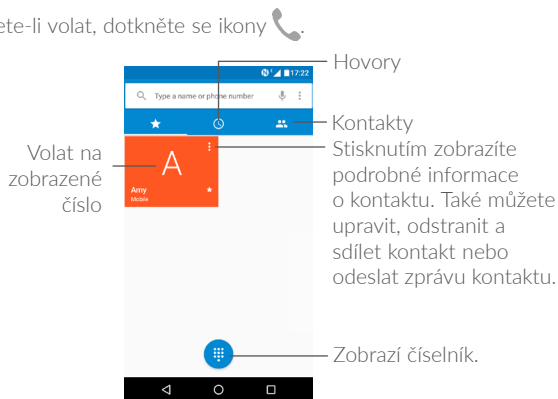 ete-li volat, dotkněte se ikony .
Hovory
17:22
Type a name or phone number
Kontakty
Volat na
zobrazené
číslo
A
Amy
Mobile
Stisknutím zobrazíte
podrobné informace
o kontaktu. Také můžete
upravit, odstranit a
sdílet kontakt nebo
odeslat zprávu kontaktu.
Zobrazí číselník.